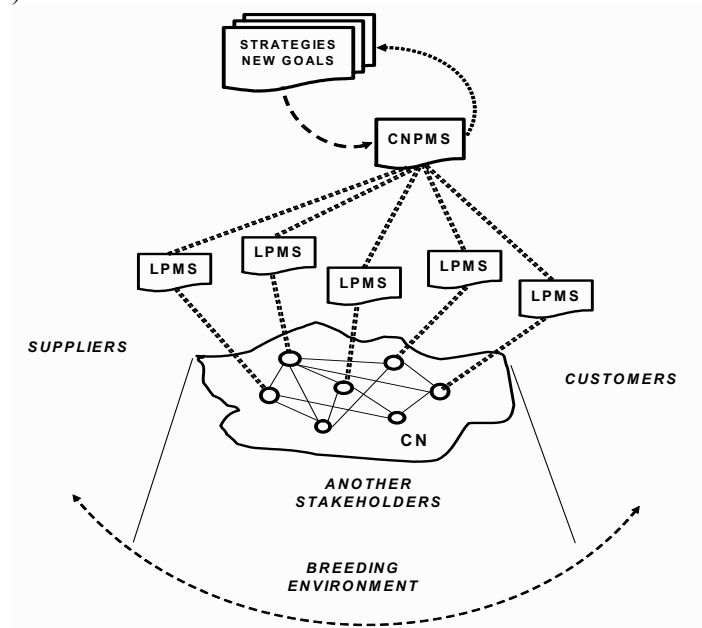 )
STRATEGIES
NEW GOALS
CNPMS
LPMS
LPMS
LPMS
LPMS
LPMS
SUPPLIERS
CUSTOMERS
CN
ANOTHER
STAKEHOLDERS
BREEDING
ENVIRONMENT